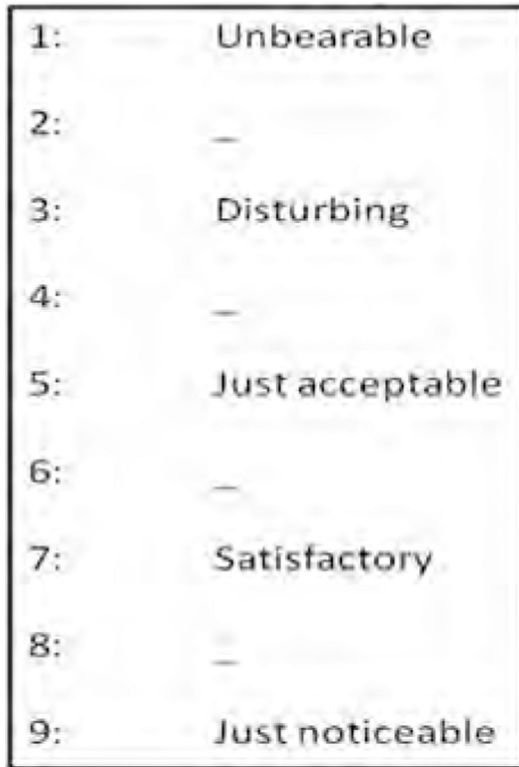 1: Unbearable
2: _
3: Disturbing
4: _
5: Just acceptable
6: _
7: Satisfactory
8: _
9: Just noticeable